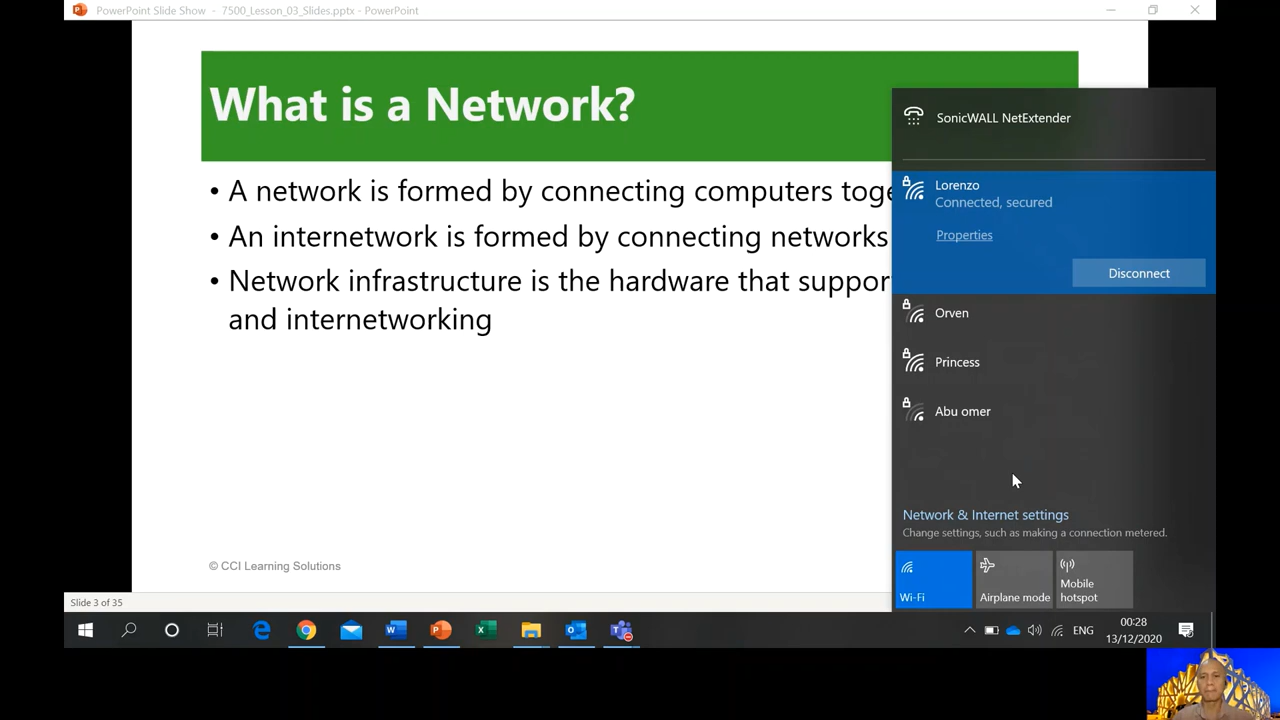 PowerPoint Slide Show - 7500_Lesson_03_Slides.pptx - PowerPoint
What is a Network?
• A network is formed by connecting computers toge
• An internetwork is formed by connecting networks
• Network infrastructure is the hardware that suppor
and internetworking
© CCI Learning Solutions
Slide 3 of 35
SonicWALL NetExtender
Lorenzo
Connected, secured
Properties
Disconnect
Orven
Princess
Abu omer
Network & Internet settings
Change settings, such as making a connection metered.
Wi-Fi
Airplane mode
Mobile
hotspot
ENG
00:28
13/12/2020